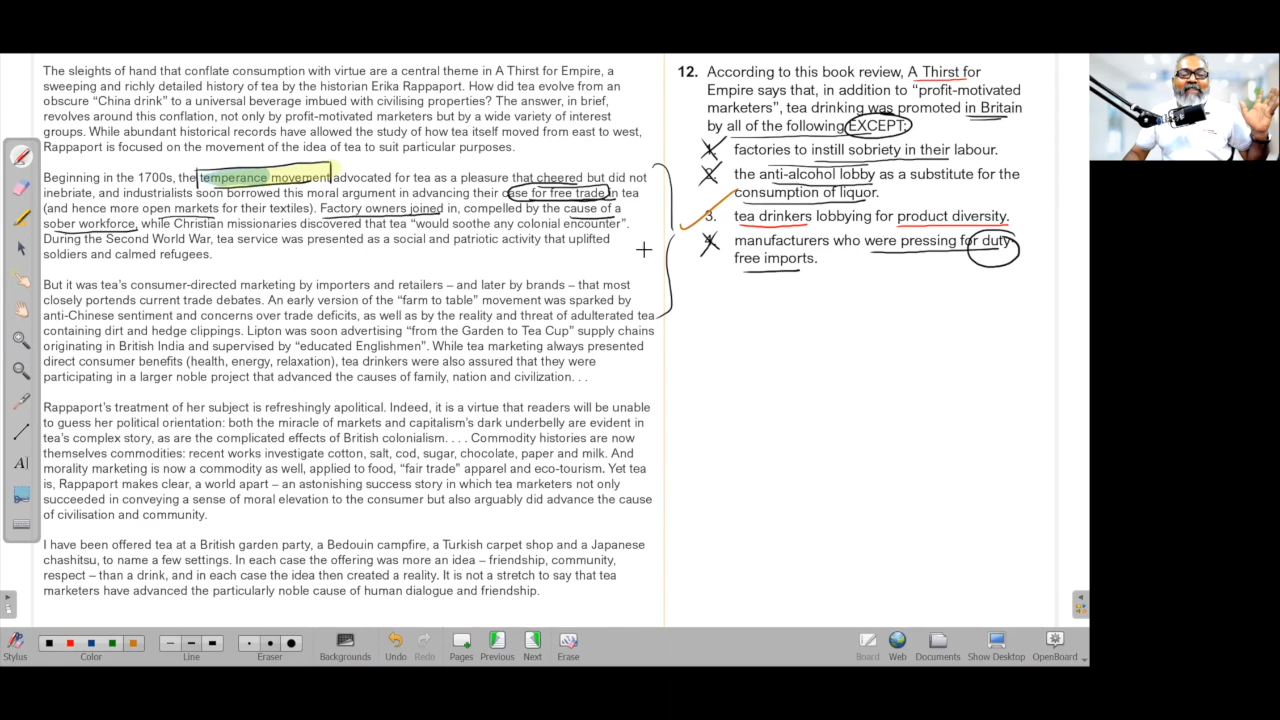 The sleights of hand that conflate consumption with virtue are a central theme in A Thirst for Empire, a
sweeping and richly detailed history of tea by the historian Erika Rappaport. How did tea evolve from an
obscure “China drink” to a universal beverage imbued with civilising properties? The answer, in brief,
revolves around this conflation, not only by profit-motivated marketers but by a wide variety of interest
groups. While abundant historical records have allowed the study of how tea itself moved from east to west,
Rappaport is focused on the movement of the idea of tea to suit particular purposes.
Beginning in the 1700s, the temperance movement advocated for tea as a pleasure that cheered but did not
inebriate, and industrialists soon borrowed this moral argument in advancing their case for free trade in tea
(and hence more open markets for their textiles). Factory owners joined in, compelled by the cause of a
sober workforce, while Christian missionaries discovered that tea “would soothe any colonial encounter”.
During the Second World War, tea service was presented as a social and patriotic activity that uplifted
soldiers and calmed refugees.
But it was tea’s consumer-directed marketing by importers and retailers – and later by brands – that most
closely portends current trade debates. An early version of the “farm to table” movement was sparked by
anti-Chinese sentiment and concerns over trade deficits, as well as by the reality and threat of adulterated tea
containing dirt and hedge clippings. Lipton was soon advertising “from the Garden to Tea Cup” supply chains
originating in British India and supervised by “educated Englishmen”. While tea marketing always presented
direct consumer benefits (health, energy, relaxation), tea drinkers were also assured that they were
participating in a larger noble project that advanced the causes of family, nation and civilization. . .
Rappaport’s treatment of her subject is refreshingly apolitical. Indeed, it is a virtue that readers will be unable
to guess her political orientation: both the miracle of markets and capitalism’s dark underbelly are evident in
tea’s complex story, as are the complicated effects of British colonialism. . . . Commodity histories are now
themselves commodities: recent works investigate cotton, salt, cod, sugar, chocolate, paper and milk. And
morality marketing is now a commodity as well, applied to food, “fair trade” apparel and eco-tourism. Yet tea
is, Rappaport makes clear, a world apart – an astonishing success story in which tea marketers not only
succeeded in conveying a sense of moral elevation to the consumer but also arguably did advance the cause
of civilisation and community.
I have been offered tea at a British garden party, a Bedouin campfire, a Turkish carpet shop and a Japanese
chashitsu, to name a few settings. In each case the offering was more an idea – friendship, community,
respect – than a drink, and in each case the idea then created a reality. It is not a stretch to say that tea
marketers have advanced the particularly noble cause of human dialogue and friendship.
12. According to this book review, A Thirst for
Empire says that, in addition to “profit-motivated
marketers”, tea drinking was promoted in Britain
by all of the following EXCEPT:
1. factories to instill sobriety in their labour.
2. the anti-alcohol lobby as a substitute for the
consumption of liquor.
3. tea drinkers lobbying for product diversity.
4. manufacturers who were pressing for duty-
free imports.
A
Stylus Color Line Eraser Backgrounds Undo Redo Pages Previous Next Erase Board Web Documents Show Desktop OpenBoard